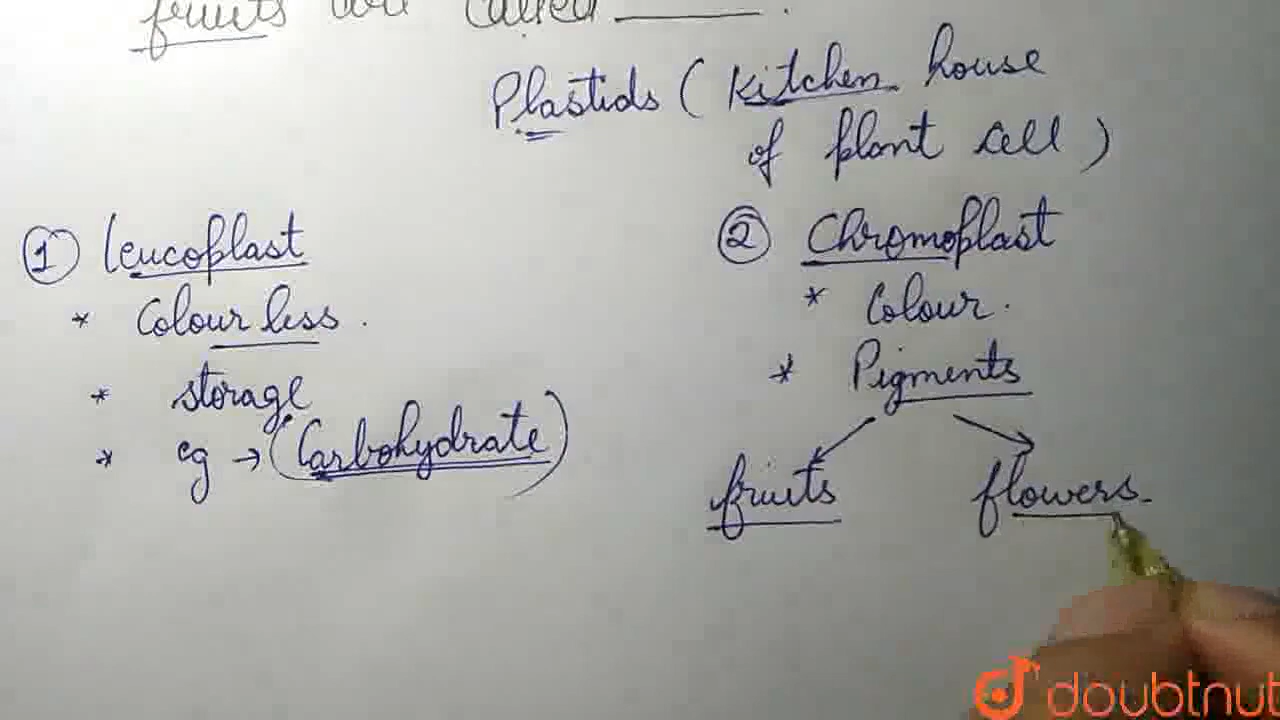 fruits are called ______.
Plastids (Kitchen house
of plant cell)
① Leucoplast
* Colour less.
* storage
* eg → (Carbohydrate)
② Chromoplast
* Colour.
* Pigments
fruits flowers.
doubtnut